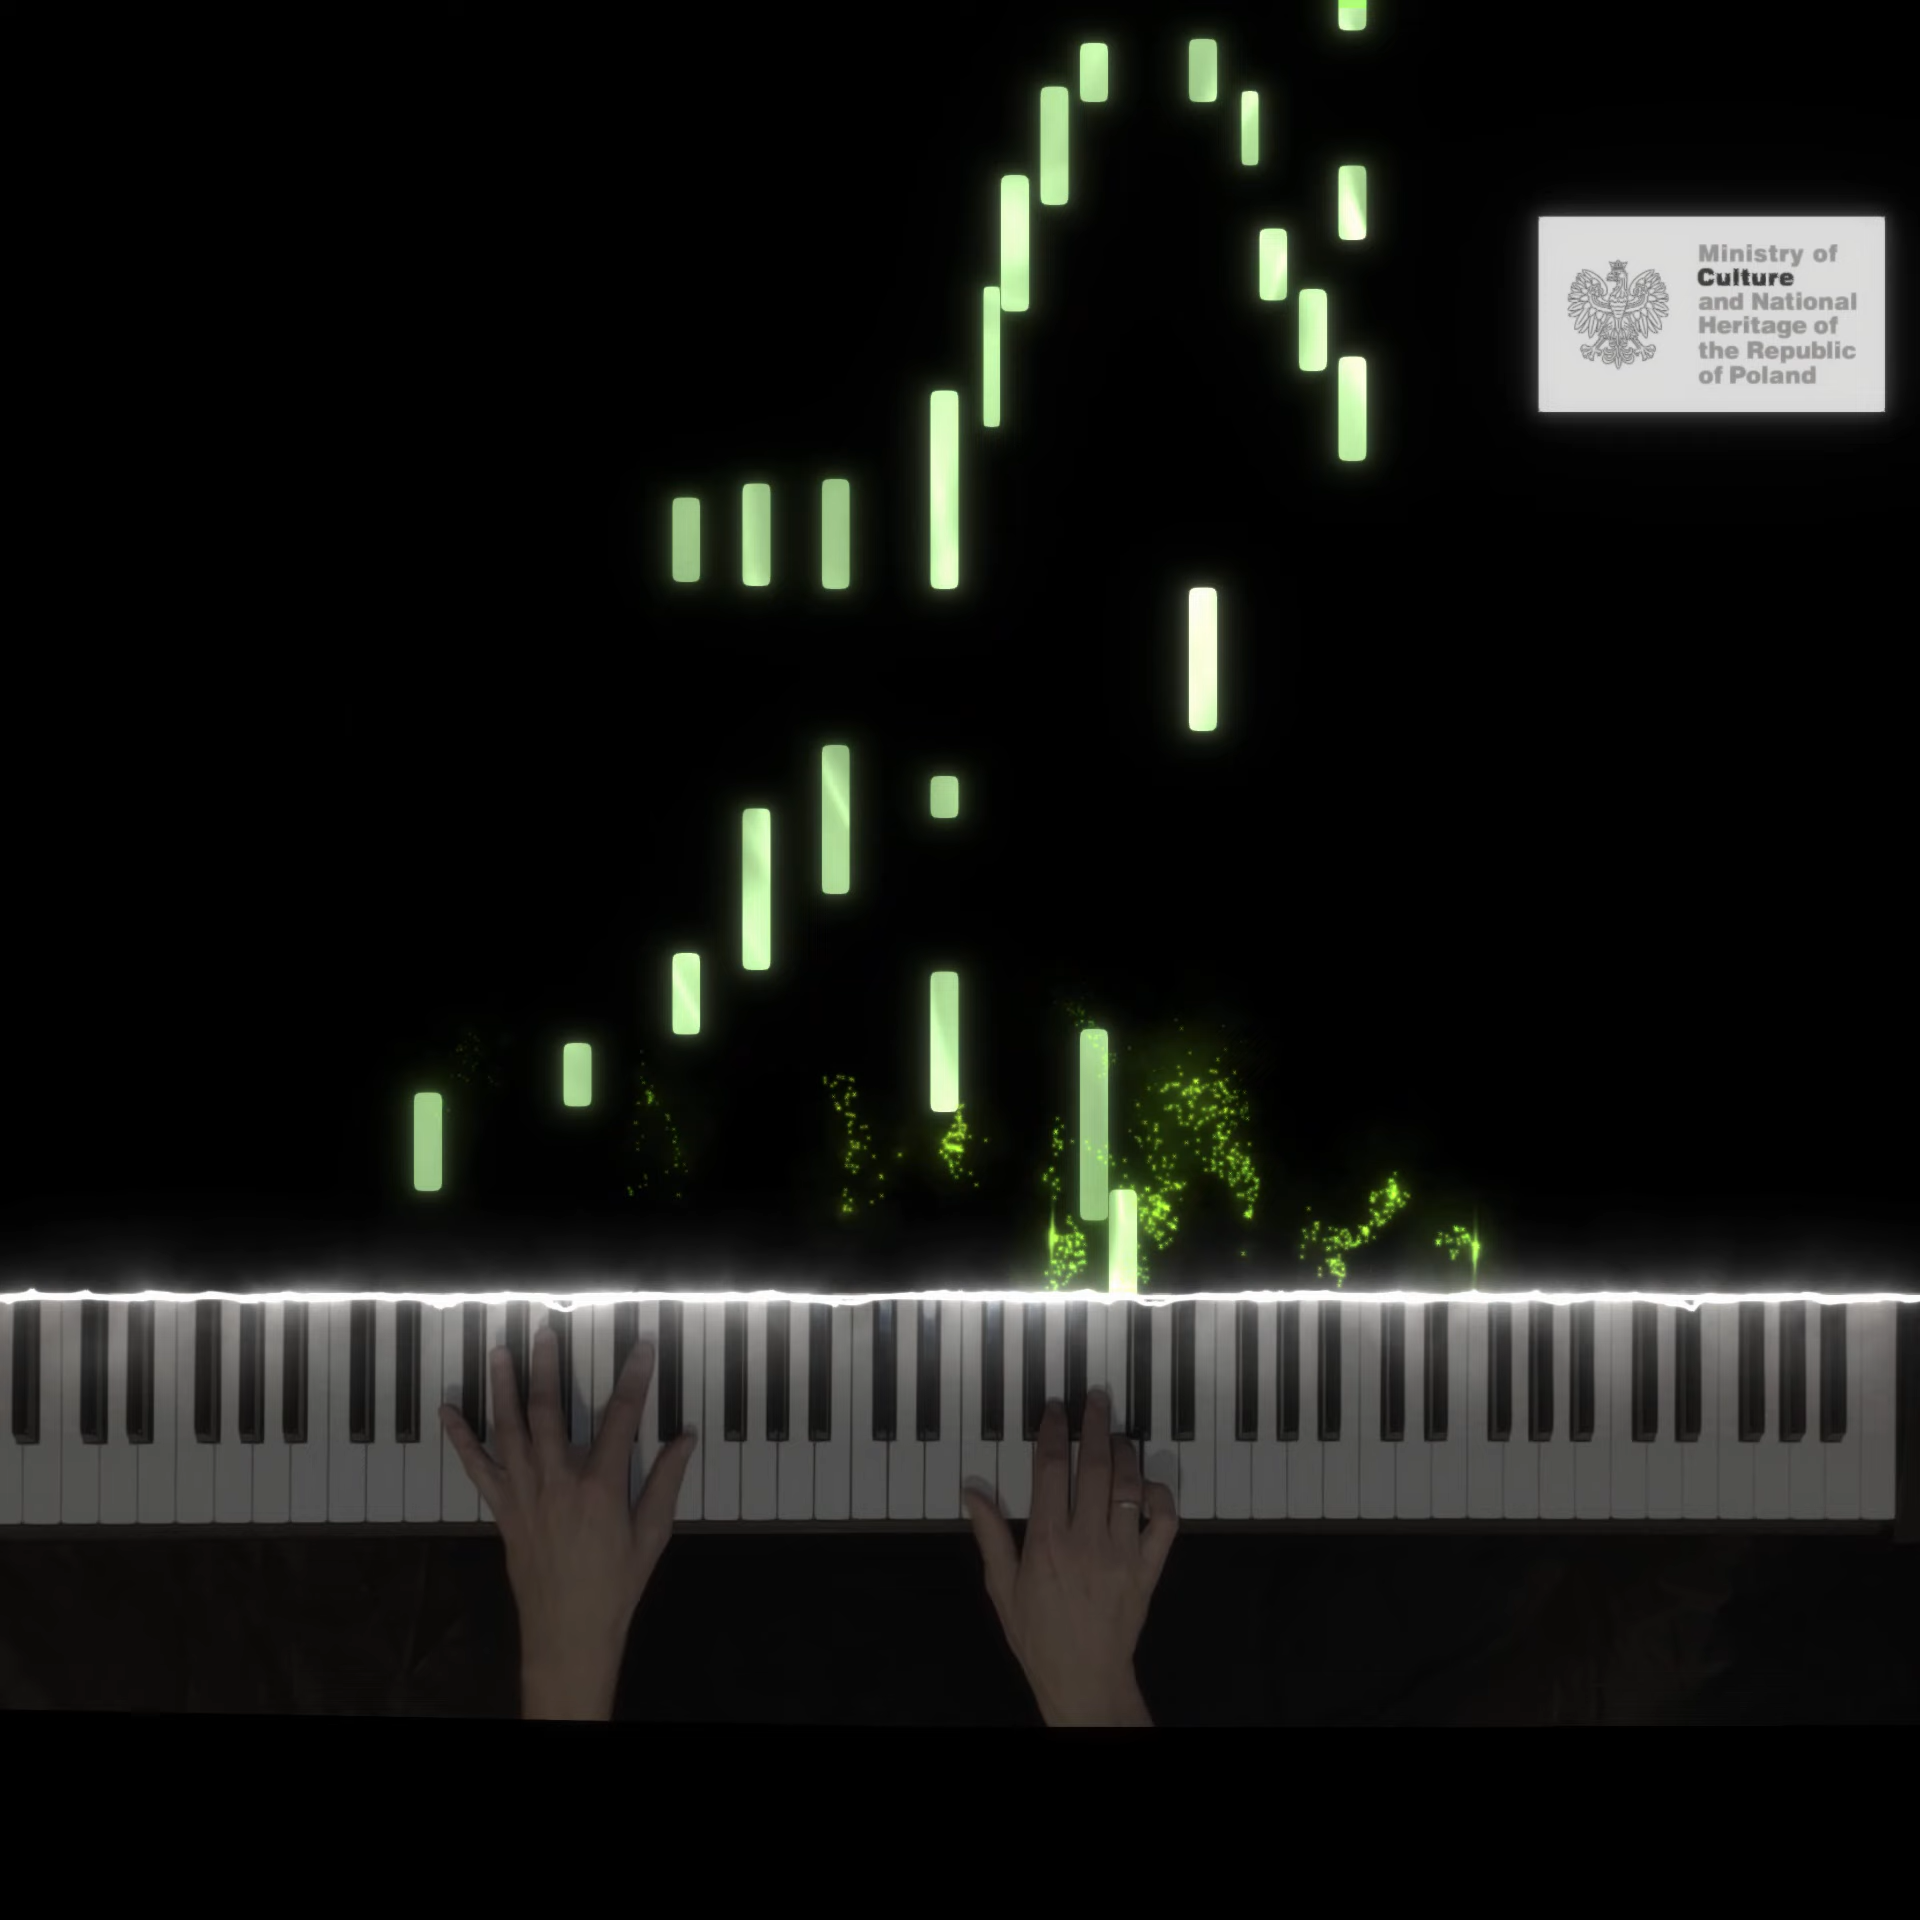 Ministry of
Culture
and National
Heritage of
the Republic
of Poland